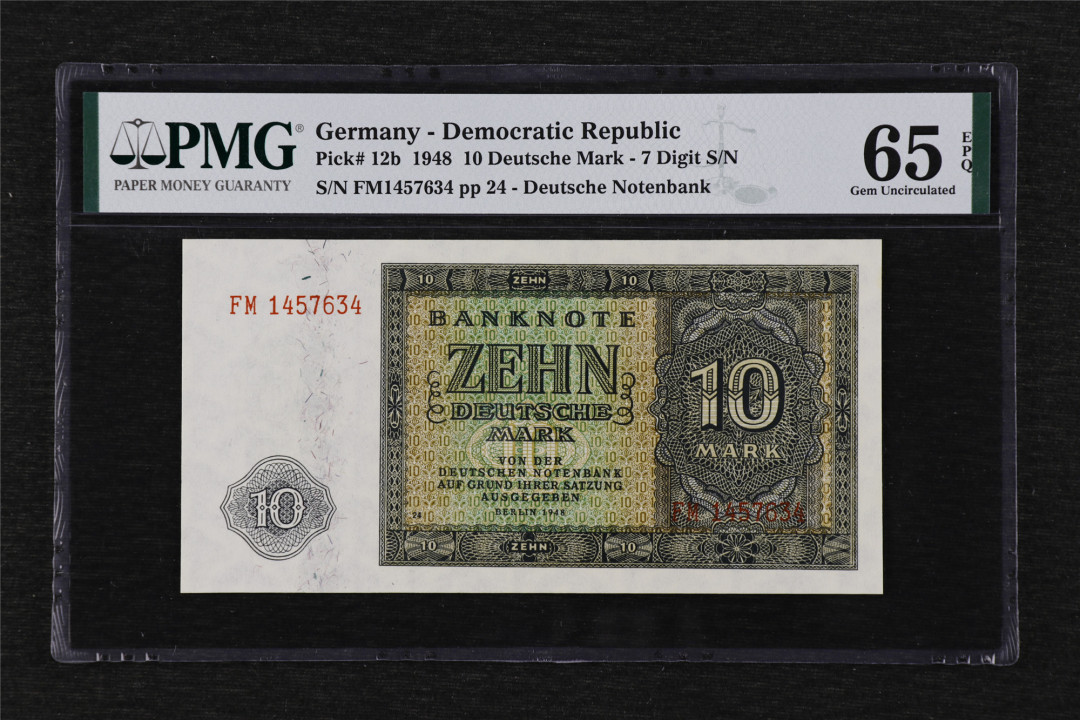 PMG®
PAPER MONEY GUARANTY
Germany - Democratic Republic
Pick# 12b 1948 10 Deutsche Mark - 7 Digit S/N
S/N FM1457634 pp 24 - Deutsche Notenbank
65
Gem Uncirculated
EPQ
10 ZEHN 10
FM 1457634
BANKNOTE
ZEHN
DEUTSCHE
MARK
10
MARK
VON DER
DEUTSCHEN NOTENBANK
AUF GRUND IHRER SATZUNG
AUSGEGEBEN
BERLIN 1948
24
10
FM 1457634
10 ZEHN 10